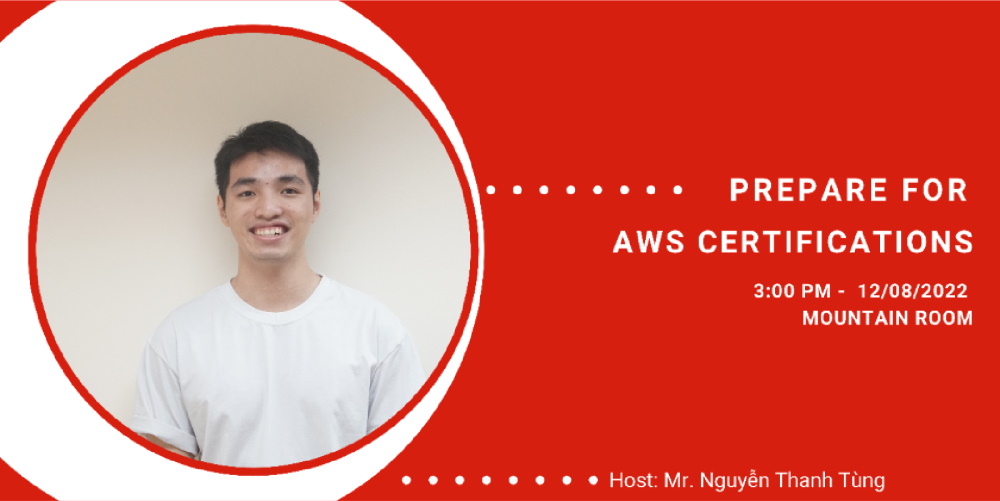 PREPARE FOR
AWS CERTIFICATIONS
3:00 PM - 12/08/2022
MOUNTAIN ROOM
Host: Mr. Nguyễn Thanh Tùng